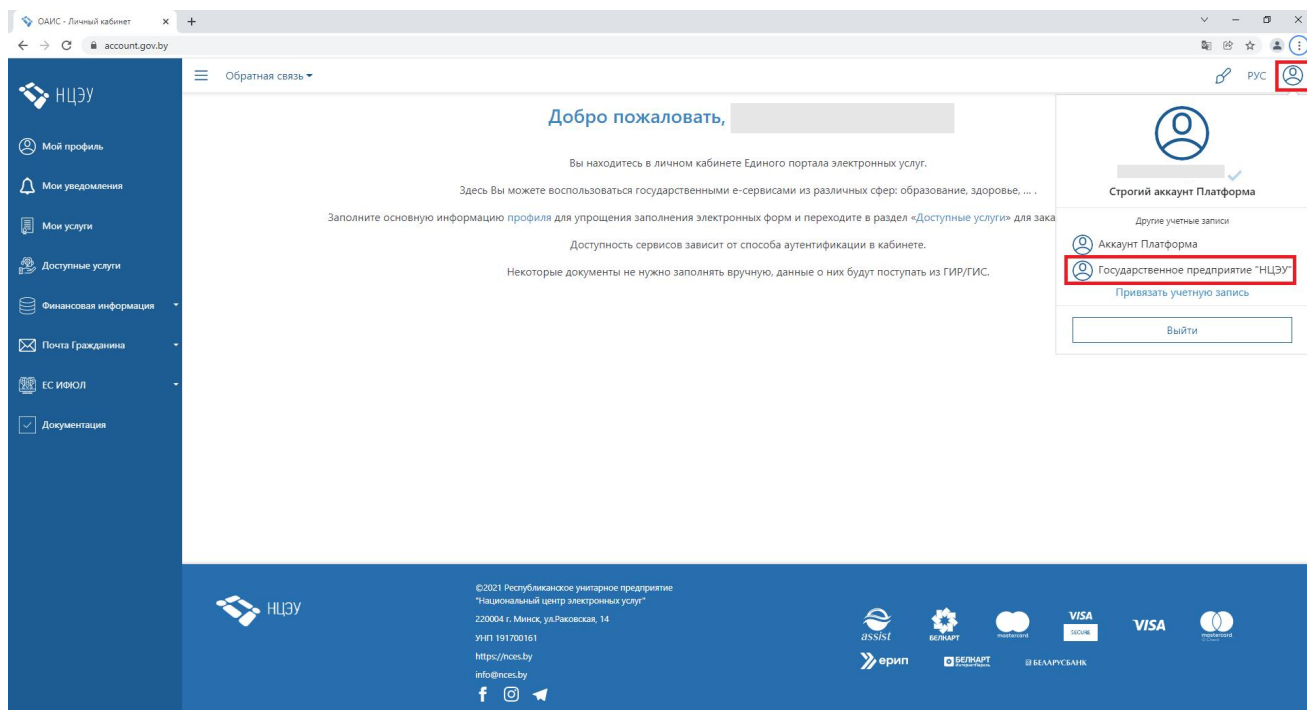 ОАИС - Личный кабинет
account.gov.by
НЦЭУ
Мой профиль
Мои уведомления
Мои услуги
Доступные услуги
Финансовая информация
Почта Гражданина
ЕС ИФЮЛ
Документация
Обратная связь
РУС
Добро пожаловать,
Вы находитесь в личном кабинете Единого портала электронных услуг.
Здесь Вы можете воспользоваться государственными е-сервисами из различных сфер: образование, здоровье, ... .
Заполните основную информацию профиля для упрощения заполнения электронных форм и переходите в раздел «Доступные услуги» для зака
Доступность сервисов зависит от способа аутентификации в кабинете.
Некоторые документы не нужно заполнять вручную, данные о них будут поступать из ГИР/ГИС.
Строгий аккаунт Платформа
Другие учетные записи
Аккаунт Платформа
Государственное предприятие "НЦЭУ"
Привязать учетную запись
Выйти
НЦЭУ
©2021 Республиканское унитарное предприятие
"Национальный центр электронных услуг"
220004 г. Минск, ул.Раковская, 14
УНП 191700161
https://nces.by
info@nces.by
assist
БЕЛКАРТ
mastercard
VISA
SECURE
VISA
mastercard
ерип
БЕЛКАРТ
БЕЛАРУСБАНК